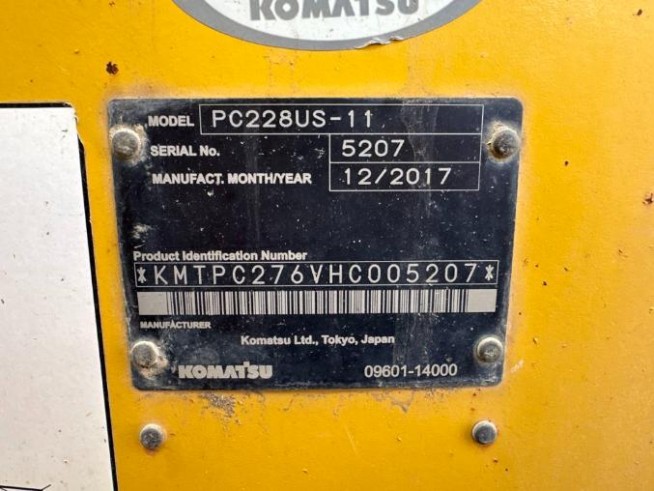 KOMATSU
MODEL PC228US-11
SERIAL No. 5207
MANUFACT. MONTH/YEAR 12/2017
Product Identification Number
*KMTPC276VHC005207*
MANUFACTURER
Komatsu Ltd., Tokyo, Japan
KOMATSU 09601-14000